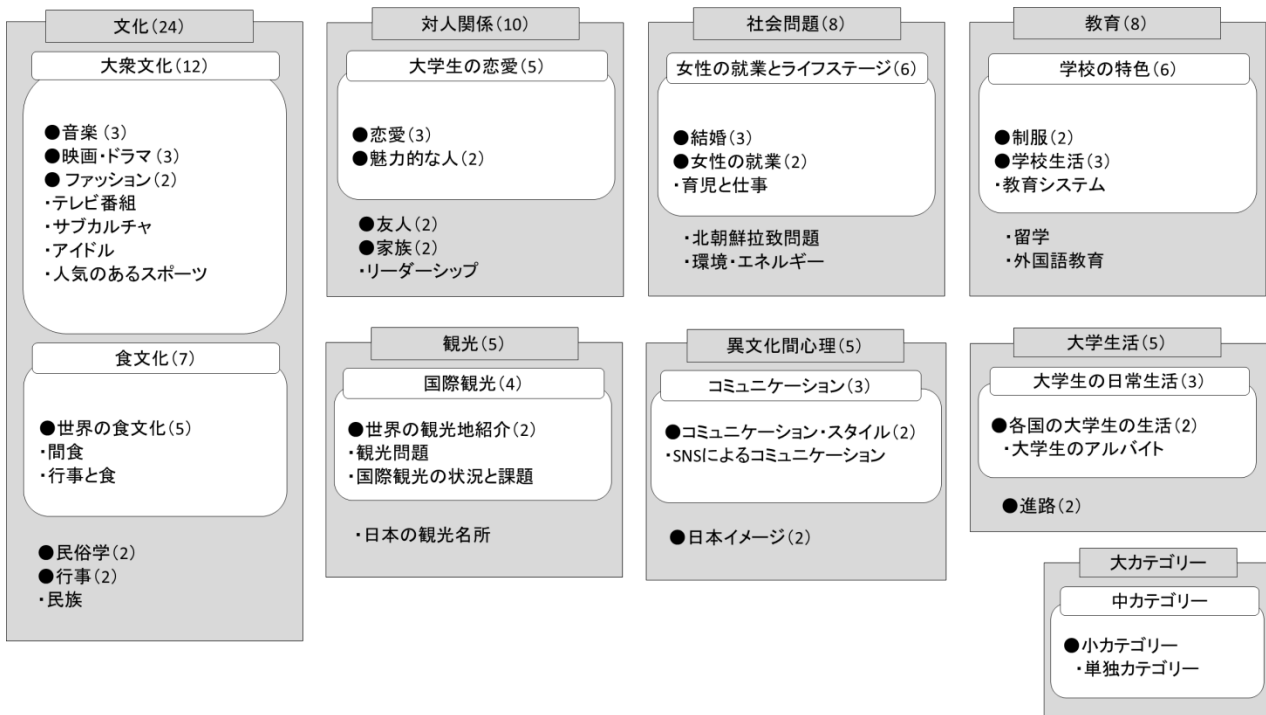 文化(24)
大衆文化(12)
●音楽(3)
●映画・ドラマ(3)
●ファッション(2)
・テレビ番組
・サブカルチャ
・アイドル
・人気のあるスポーツ
食文化(7)
●世界の食文化(5)
・間食
・行事と食
●民俗学(2)
●行事(2)
・民族
対人関係(10)
大学生の恋愛(5)
●恋愛(3)
●魅力的な人(2)
●友人(2)
●家族(2)
・リーダーシップ
社会問題(8)
女性の就業とライフステージ(6)
●結婚(3)
●女性の就業(2)
・育児と仕事
・北朝鮮拉致問題
・環境・エネルギー
教育(8)
学校の特色(6)
●制服(2)
●学校生活(3)
・教育システム
・留学
・外国語教育
観光(5)
国際観光(4)
●世界の観光地紹介(2)
・観光問題
・国際観光の状況と課題
・日本の観光名所
異文化間心理(5)
コミュニケーション(3)
●コミュニケーション・スタイル(2)
・SNSによるコミュニケーション
●日本イメージ(2)
大学生活(5)
大学生の日常生活(3)
●各国の大学生の生活(2)
・大学生のアルバイト
●進路(2)
大カテゴリー
中カテゴリー
●小カテゴリー
・単独カテゴリー